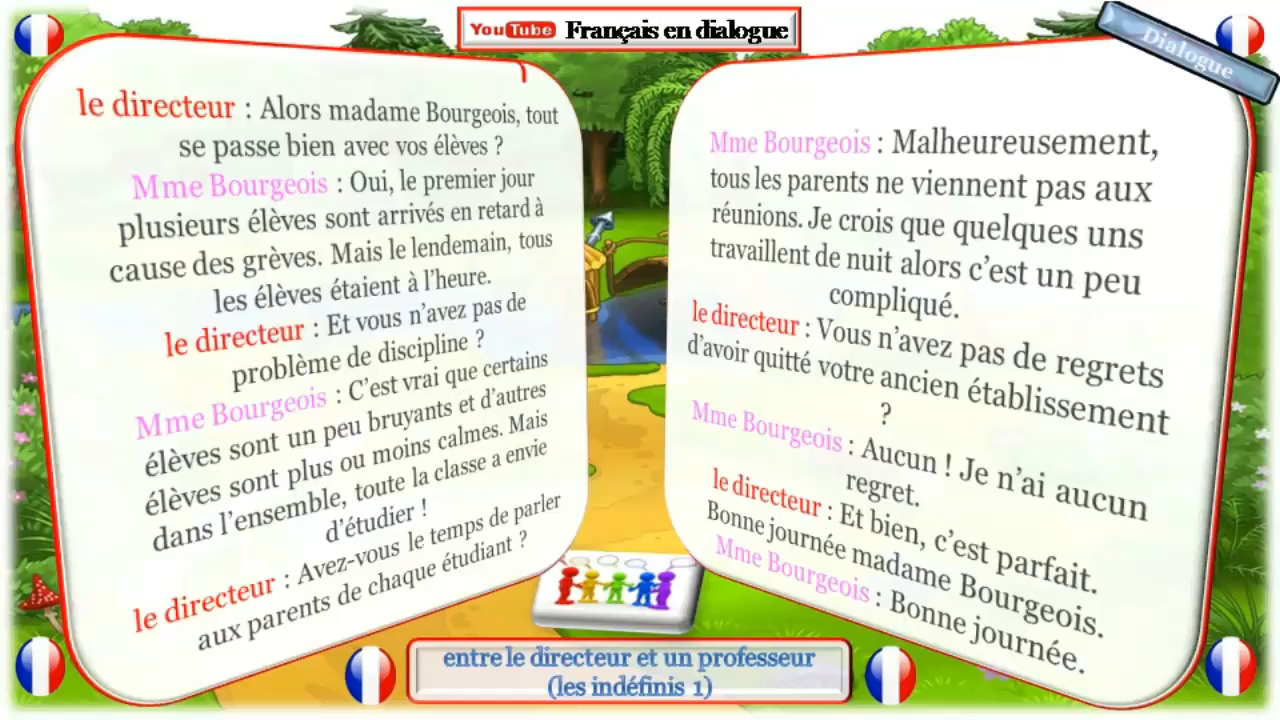 YouTube Français en dialogue
Dialogue
le directeur : Alors madame Bourgeois, tout
se passe bien avec vos élèves ?
Mme Bourgeois : Oui, le premier jour
plusieurs élèves sont arrivés en retard à
cause des grèves. Mais le lendemain, tous
les élèves étaient à l'heure.
le directeur : Et vous n'avez pas de
problème de discipline ?
Mme Bourgeois : C'est vrai que certains
élèves sont un peu bruyants et d'autres
élèves sont plus ou moins calmes. Mais
dans l'ensemble, toute la classe a envie
d'étudier !
le directeur : Avez-vous le temps de parler
aux parents de chaque étudiant ?
Mme Bourgeois : Malheureusement,
tous les parents ne viennent pas aux
réunions. Je crois que quelques uns
travaillent de nuit alors c'est un peu
compliqué.
le directeur : Vous n'avez pas de regrets
d'avoir quitté votre ancien établissement
?
Mme Bourgeois : Aucun ! Je n'ai aucun
regret.
le directeur : Et bien, c'est parfait.
Bonne journée madame Bourgeois.
Mme Bourgeois : Bonne journée.
entre le directeur et un professeur
(les indéfinis 1)